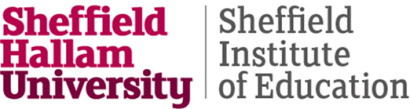 Sheffield
Hallam
University
Sheffield
Institute
of Education